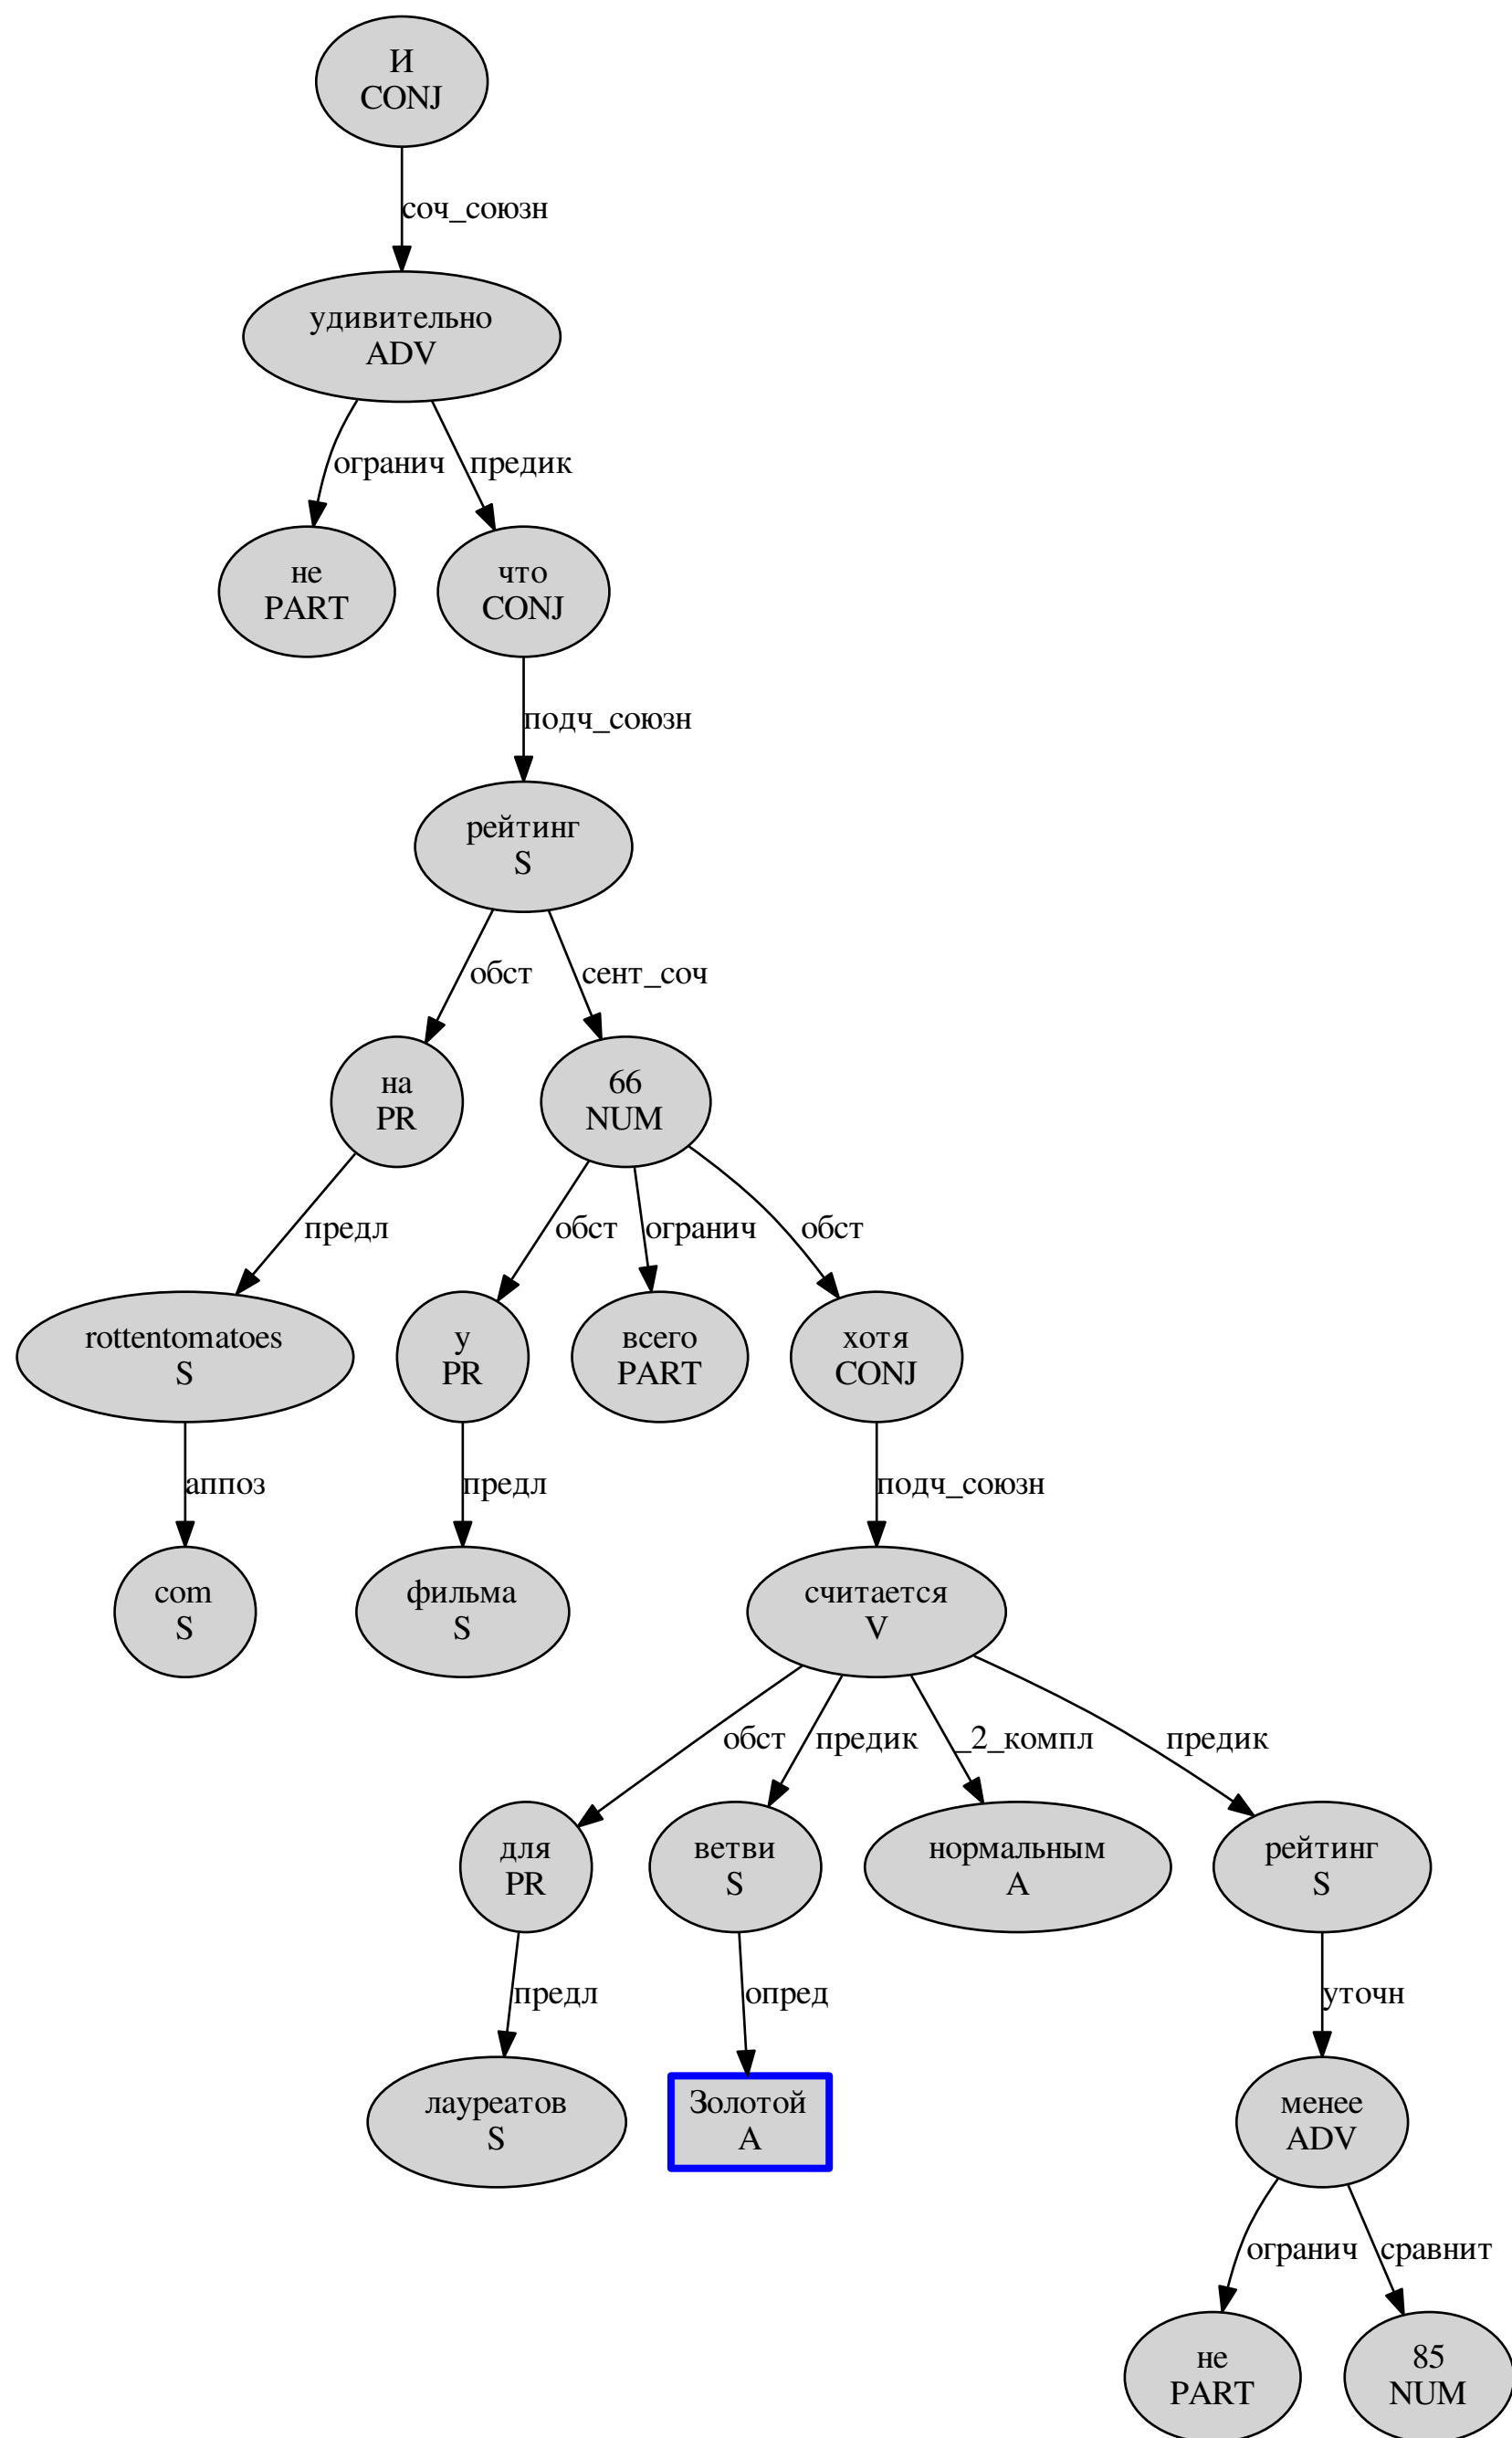 И
CONJ
соч_союзн
удивительно
ADV
огранич
предик
не
PART
что
CONJ
подч_союзн
рейтинг
S
обст
сент_соч
на
PR
66
NUM
предл
обст
огранич
обст
rottentomatoes
S
у
PR
всего
PART
хотя
CONJ
аппоз
предл
подч_союзн
com
S
фильма
S
считается
V
обст
предик
_2_компл
предик
для
PR
ветви
S
нормальным
A
рейтинг
S
предл
опред
уточн
лауреатов
S
Золотой
A
менее
ADV
огранич
сравнит
не
PART
85
NUM